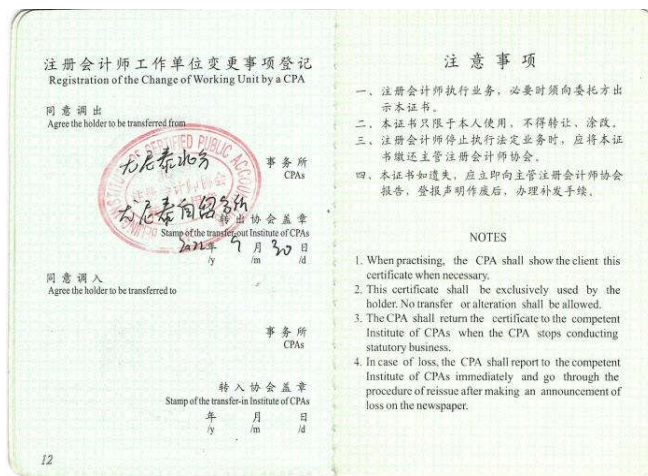 注册会计师工作单位变更事项登记
Registration of the Change of Working Unit by a CPA
同意调出
Agree the holder to be transferred from
事务所
CPAs
转出协会盖章
Stamp of the transfer-out Institute of CPAs
2022年 9月 30日
/y /m /d
同意调入
Agree the holder to be transferred to
事务所
CPAs
转入协会盖章
Stamp of the transfer-in Institute of CPAs
年 月 日
/y /m /d
12
注意事项
一、注册会计师执行业务，必要时须向委托方出
示本证书。
二、本证书只限于本人使用，不得转让、涂改。
三、注册会计师停止执行法定业务时，应将本证
书缴还主管注册会计师协会。
四、本证书如遗失，应立即向主管注册会计师协会
报告，登报声明作废后，办理补发手续。
NOTES
1. When practising, the CPA shall show the client this
certificate when necessary.
2. This certificate shall be exclusively used by the
holder. No transfer or alteration shall be allowed.
3. The CPA shall return the certificate to the competent
Institute of CPAs when the CPA stops conducting
statutory business.
4. In case of loss, the CPA shall report to the competent
Institute of CPAs immediately and go through the
procedure of reissue after making an announcement of
loss on the newspaper.